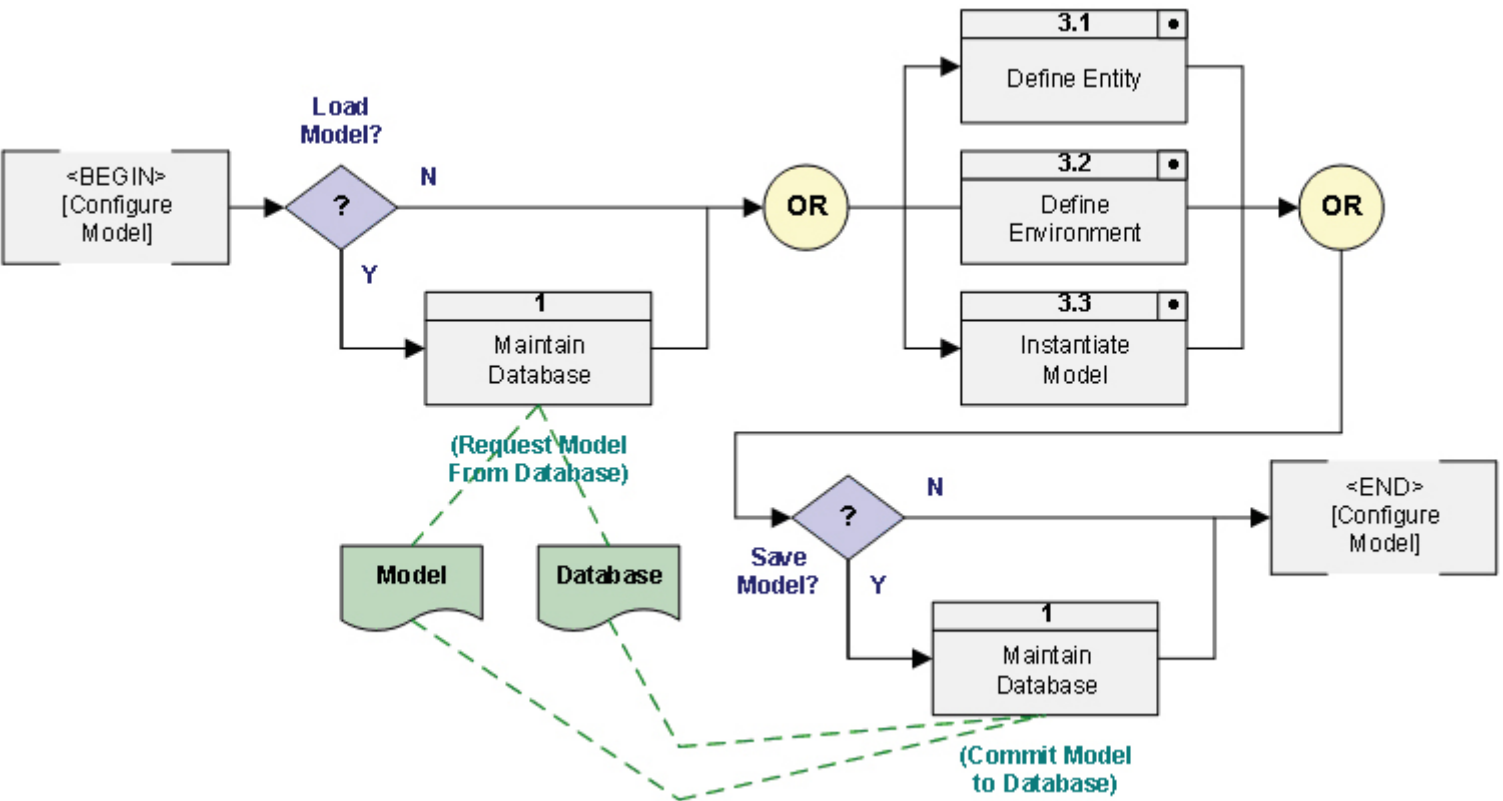 <BEGIN>
[Configure
Model]
Load
Model?
?
N
Y
1
Maintain
Database
(Request Model
From Database)
Model
Database
OR
3.1
Define Entity
3.2
Define
Environment
3.3
Instantiate
Model
OR
?
Save
Model?
N
Y
1
Maintain
Database
(Commit Model
to Database)
<END>
[Configure
Model]